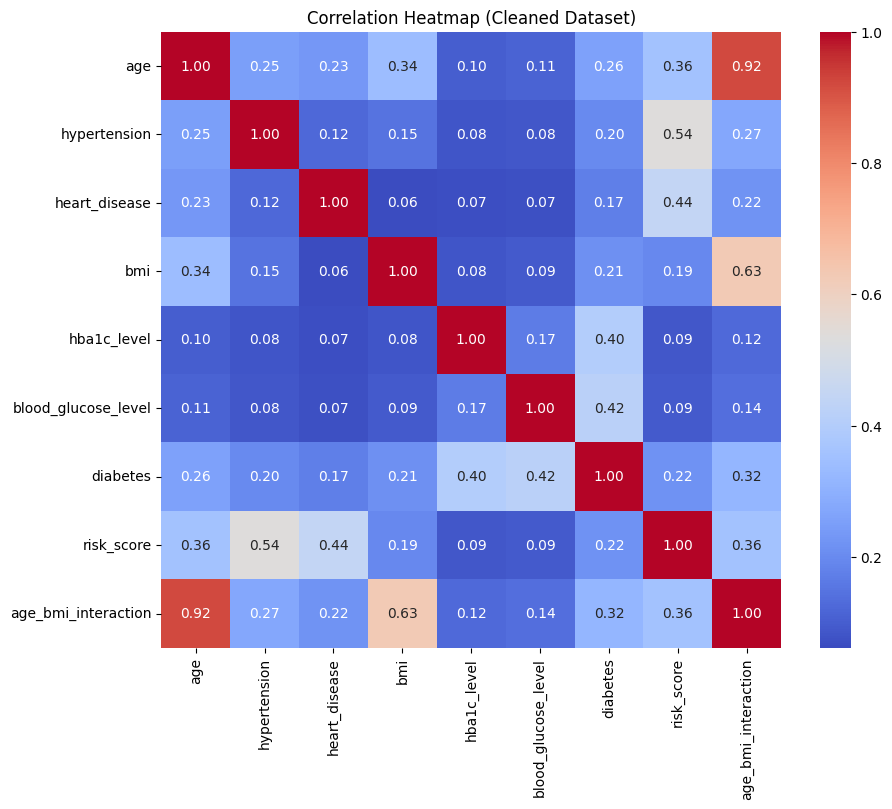 Correlation Heatmap (Cleaned Dataset)
age 1.00 0.25 0.23 0.34 0.10 0.11 0.26 0.36 0.92
hypertension 0.25 1.00 0.12 0.15 0.08 0.08 0.20 0.54 0.27
heart_disease 0.23 0.12 1.00 0.06 0.07 0.07 0.17 0.44 0.22
bmi 0.34 0.15 0.06 1.00 0.08 0.09 0.21 0.19 0.63
hba1c_level 0.10 0.08 0.07 0.08 1.00 0.17 0.40 0.09 0.12
blood_glucose_level 0.11 0.08 0.07 0.09 0.17 1.00 0.42 0.09 0.14
diabetes 0.26 0.20 0.17 0.21 0.40 0.42 1.00 0.22 0.32
risk_score 0.36 0.54 0.44 0.19 0.09 0.09 0.22 1.00 0.36
age_bmi_interaction 0.92 0.27 0.22 0.63 0.12 0.14 0.32 0.36 1.00
age
hypertension
heart_disease
bmi
hba1c_level
blood_glucose_level
diabetes
risk_score
age_bmi_interaction
1.0
0.8
0.6
0.4
0.2